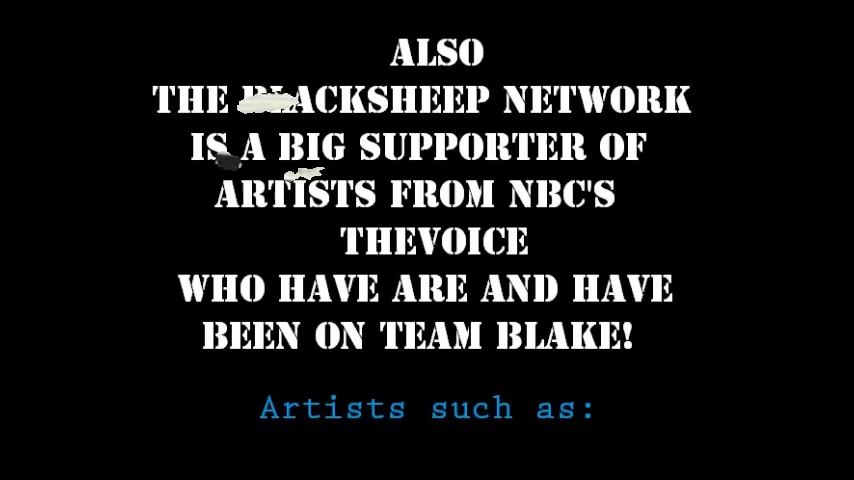 ALSO
THE BLACKSHEEP NETWORK
IS A BIG SUPPORTER OF
ARTISTS FROM NBC'S
THEVOICE
WHO HAVE ARE AND HAVE
BEEN ON TEAM BLAKE!
Artists such as: